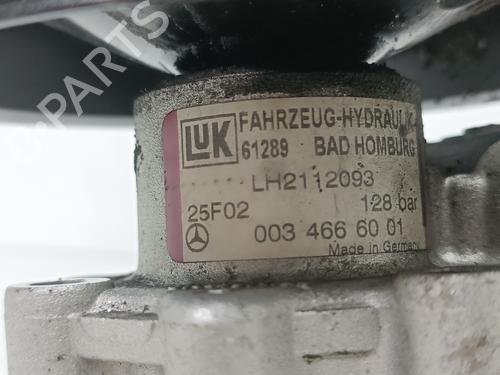 B-PARTS
LUK FAHRZEUG-HYDRAULIK
61289 BAD HOMBURG
LH2112093
25F02 128 bar
003 466 60 01
Made in Germany